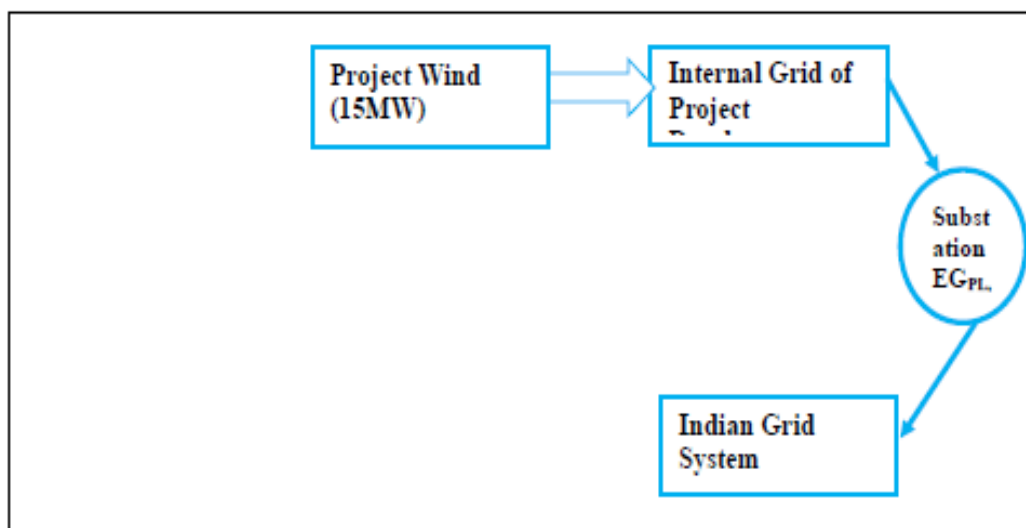 Project Wind
(15MW)
Internal Grid of
Project
Subst
ation
EGPL,
Indian Grid
System